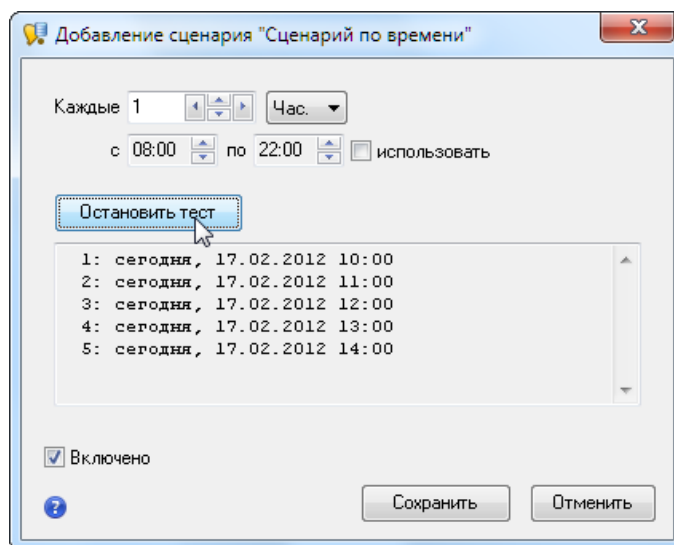 Добавление сценария "Сценарий по времени"
Каждые 1 Час.
с 08:00 по 22:00 использовать
Остановить тест
1: сегодня, 17.02.2012 10:00
2: сегодня, 17.02.2012 11:00
3: сегодня, 17.02.2012 12:00
4: сегодня, 17.02.2012 13:00
5: сегодня, 17.02.2012 14:00
Включено
Сохранить Отменить